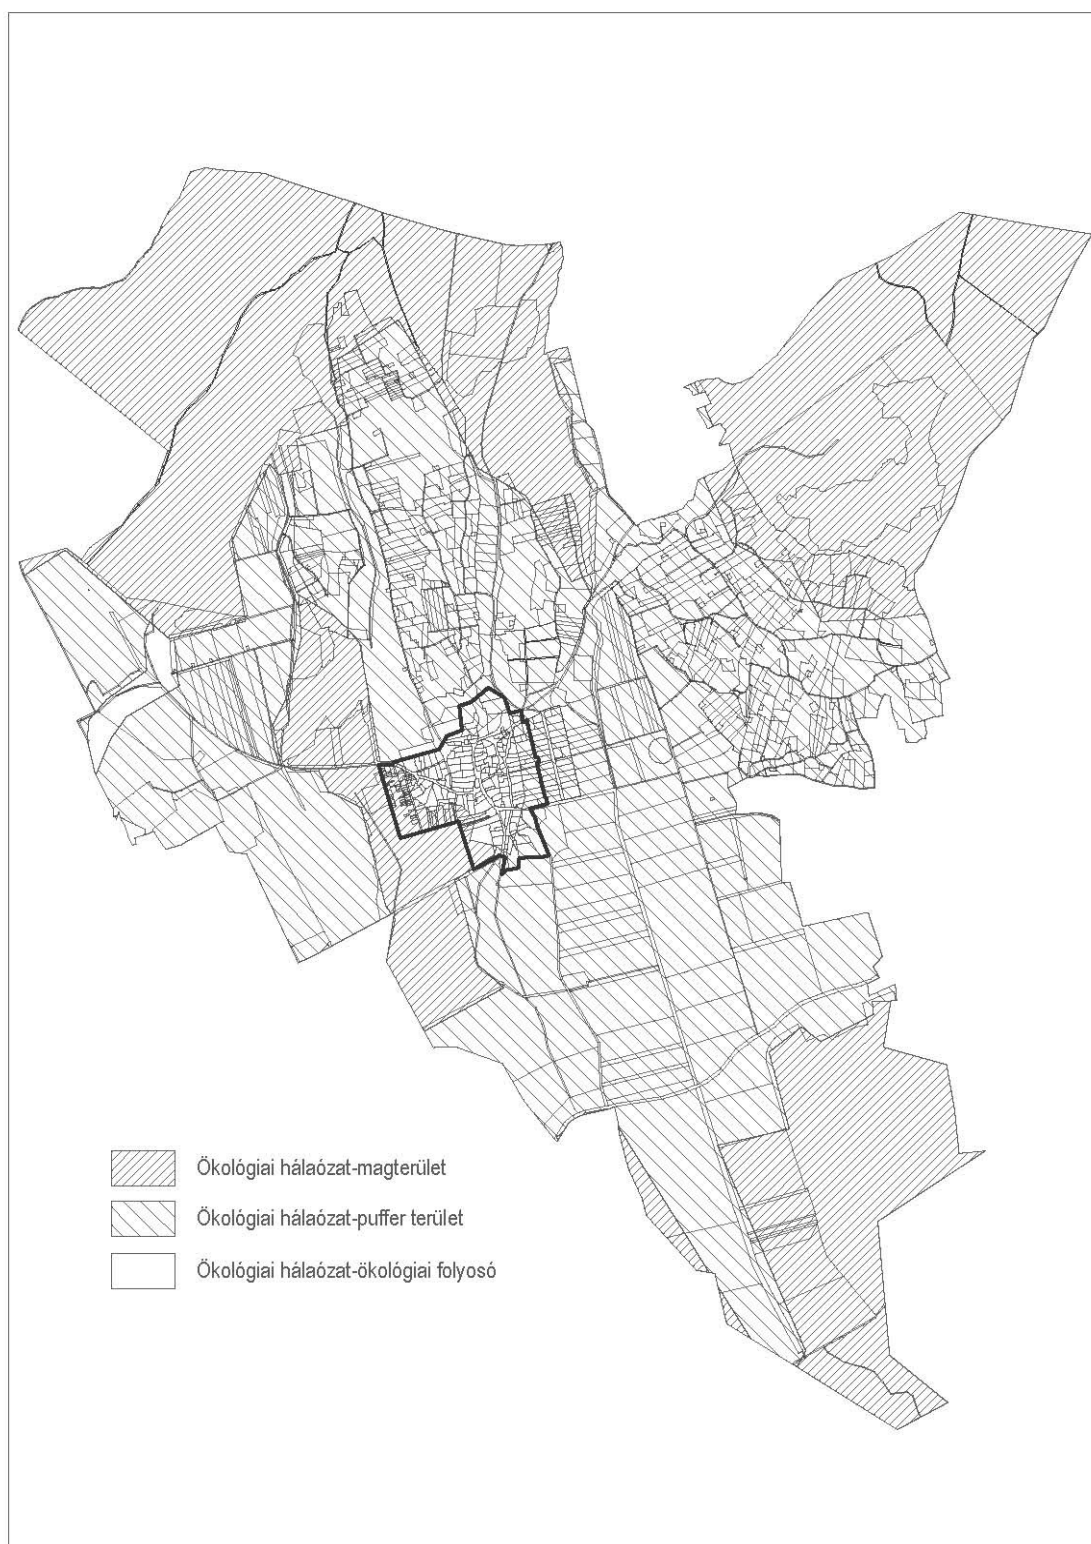 Ökológiai hálaózat-magterület
Ökológiai hálaózat-puffer terület
Ökológiai hálaózat-ökológiai folyosó